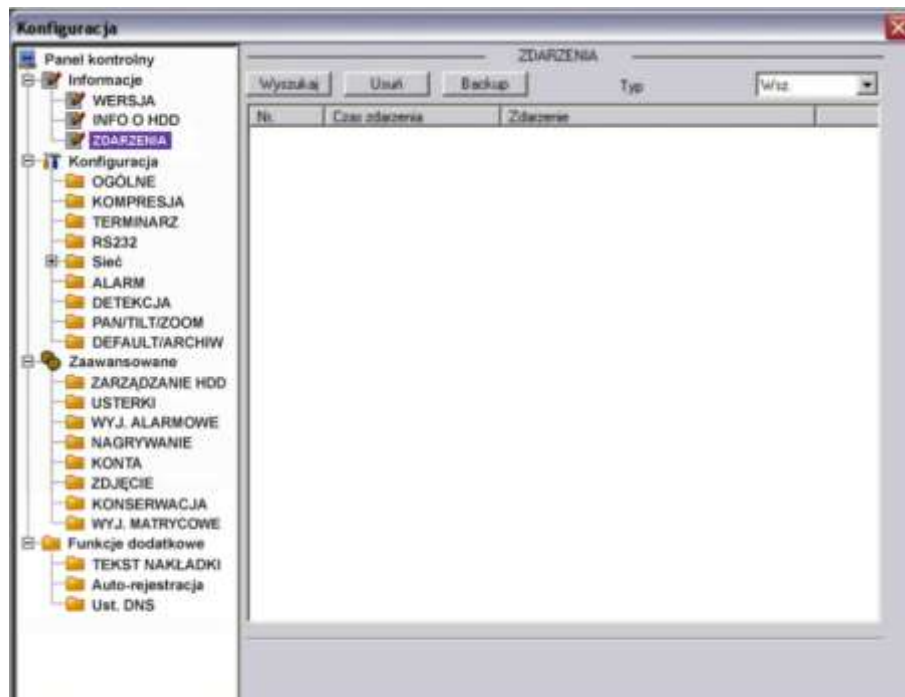 Konfiguracja
Panel kontrolny
Informacje
WERSJA
INFO O HDD
ZDARZENIA
Konfiguracja
OGÓLNE
KOMPRESJA
TERMINARZ
RS232
Sieć
ALARM
DETEKCJA
PAN/TILT/ZOOM
DEFAULT/ARCHIW
Zaawansowane
ZARZĄDZANIE HDD
USTERKI
WYJ. ALARMOWE
NAGRYWANIE
KONTA
ZDJĘCIE
KONSERWACJA
WYJ. MATRYCOWE
Funkcje dodatkowe
TEKST NAKŁADKI
Auto-rejestracja
Ust. DNS
ZDARZENIA
Wyszukaj Usuń Backup Typ Wsz.
Nr. Czas zdarzenia Zdarzenie